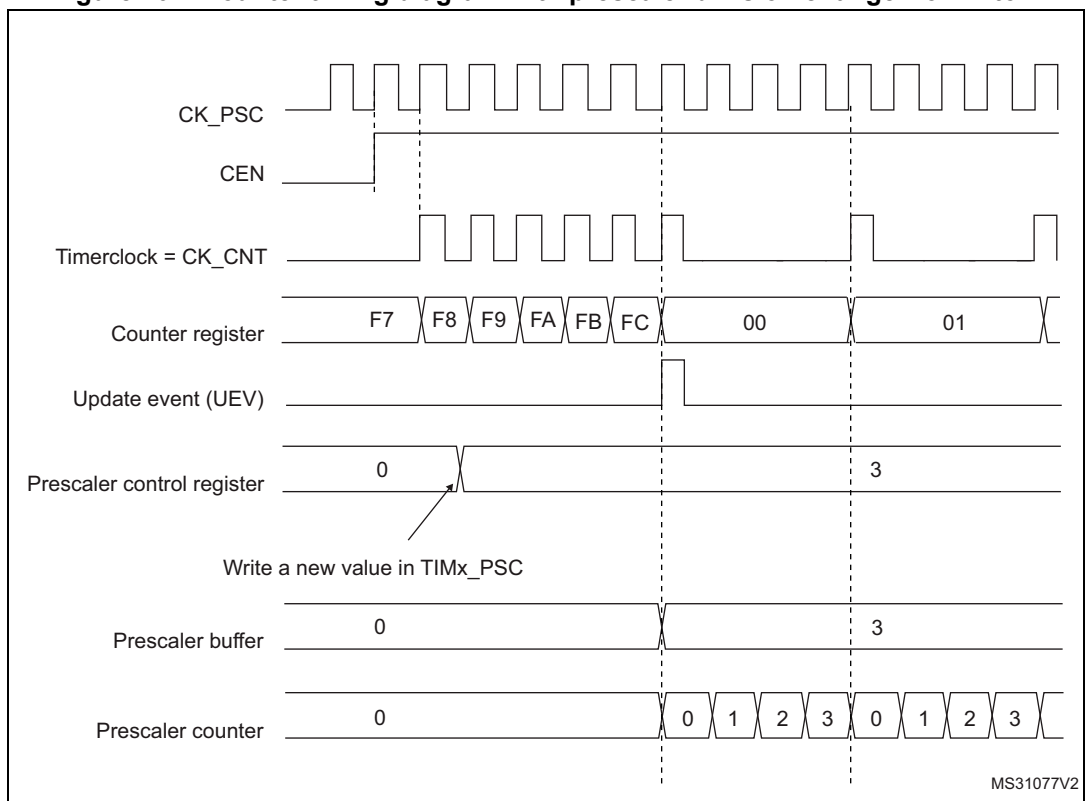 CK_PSC
CEN
Timerclock = CK_CNT
Counter register
F7 F8 F9 FA FB FC 00 01
Update event (UEV)
Prescaler control register
0 3
Write a new value in TIMx_PSC
Prescaler buffer
0 3
Prescaler counter
0 0 1 2 3 0 1 2 3
MS31077V2